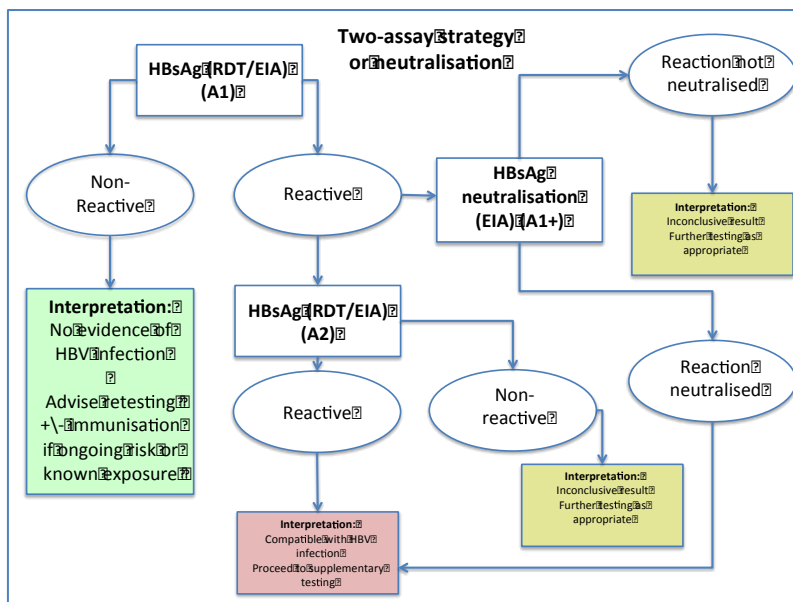 Two-assay strategy
or neutralisation
HBsAg (RDT/EIA)
(A1)
Reaction not
neutralised
Non-
Reactive
Reactive
HBsAg
neutralisation
(EIA) (A1+)
Interpretation:
Inconclusive result
Further testing as
appropriate
Interpretation:
No evidence of
HBV infection
Advise retesting
+\- immunisation
if ongoing risk or
known exposure
HBsAg (RDT/EIA)
(A2)
Reactive
Non-
reactive
Reaction
neutralised
Interpretation:
Inconclusive result
Further testing as
appropriate
Interpretation:
Compatible with HBV
infection
Proceed to supplementary
testing